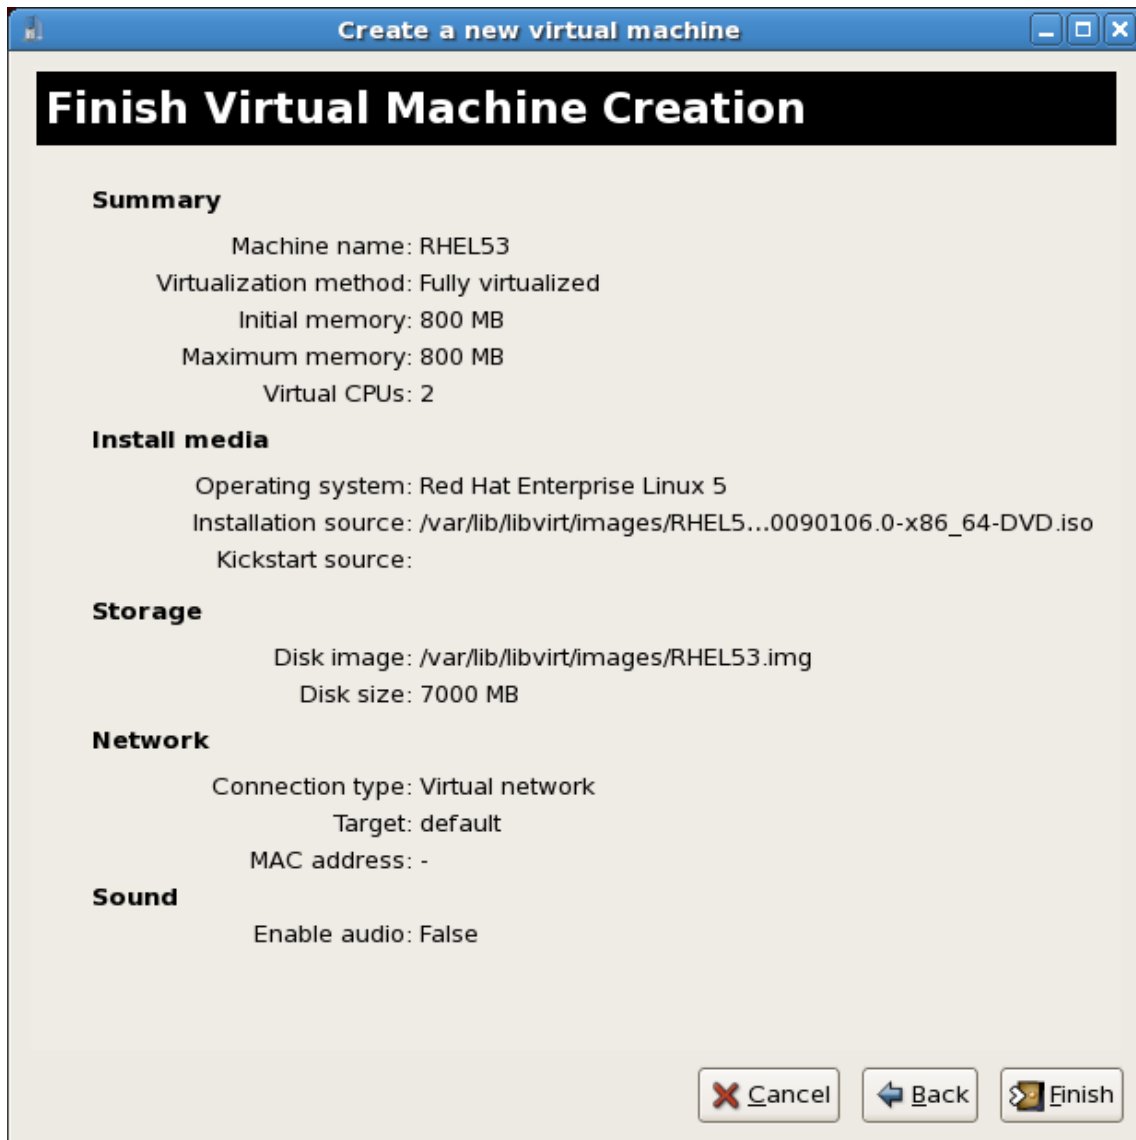 Create a new virtual machine
Finish Virtual Machine Creation
Summary
Machine name: RHEL53
Virtualization method: Fully virtualized
Initial memory: 800 MB
Maximum memory: 800 MB
Virtual CPUs: 2
Install media
Operating system: Red Hat Enterprise Linux 5
Installation source: /var/lib/libvirt/images/RHEL5...0090106.0-x86_64-DVD.iso
Kickstart source:
Storage
Disk image: /var/lib/libvirt/images/RHEL53.img
Disk size: 7000 MB
Network
Connection type: Virtual network
Target: default
MAC address: -
Sound
Enable audio: False
Cancel Back Finish